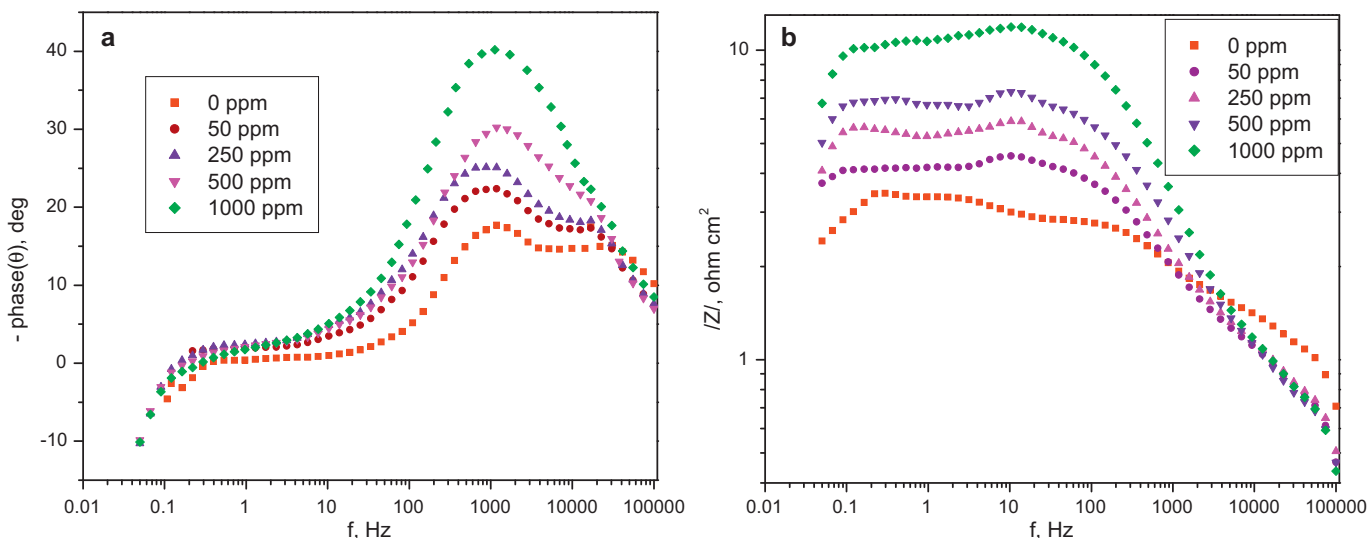 a
40
30
20
10
0
-10
- phase(θ), deg
0 ppm
50 ppm
250 ppm
500 ppm
1000 ppm
0.01 0.1 1 10 100 1000 10000 100000
f, Hz
b
10
1
/Z/, ohm cm²
0 ppm
50 ppm
250 ppm
500 ppm
1000 ppm
0.01 0.1 1 10 100 1000 10000 100000
f, Hz